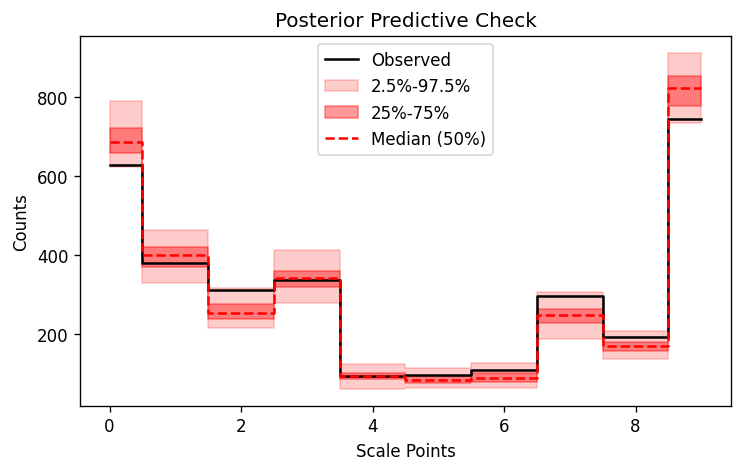 Posterior Predictive Check
Observed
2.5%-97.5%
25%-75%
Median (50%)
Counts
800
600
400
200
0 2 4 6 8
Scale Points